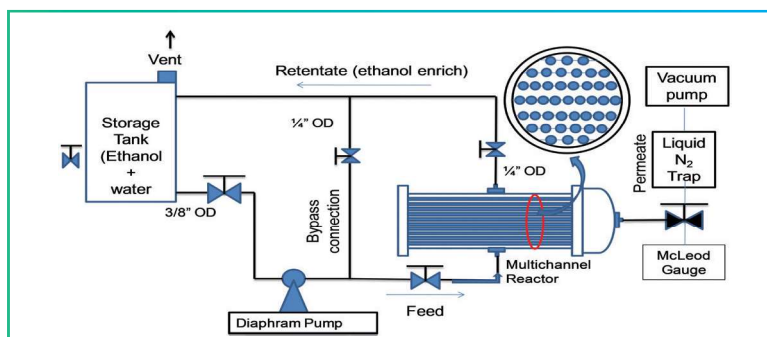 Vent
Retentate (ethanol enrich)
Storage
Tank
(Ethanol
+
water
¼" OD
¼" OD
3/8" OD
Bypass
connection
Vacuum
pump
Liquid
N2
Trap
Permeate
McLeod
Gauge
Multichannel
Reactor
Feed
Diaphram Pump